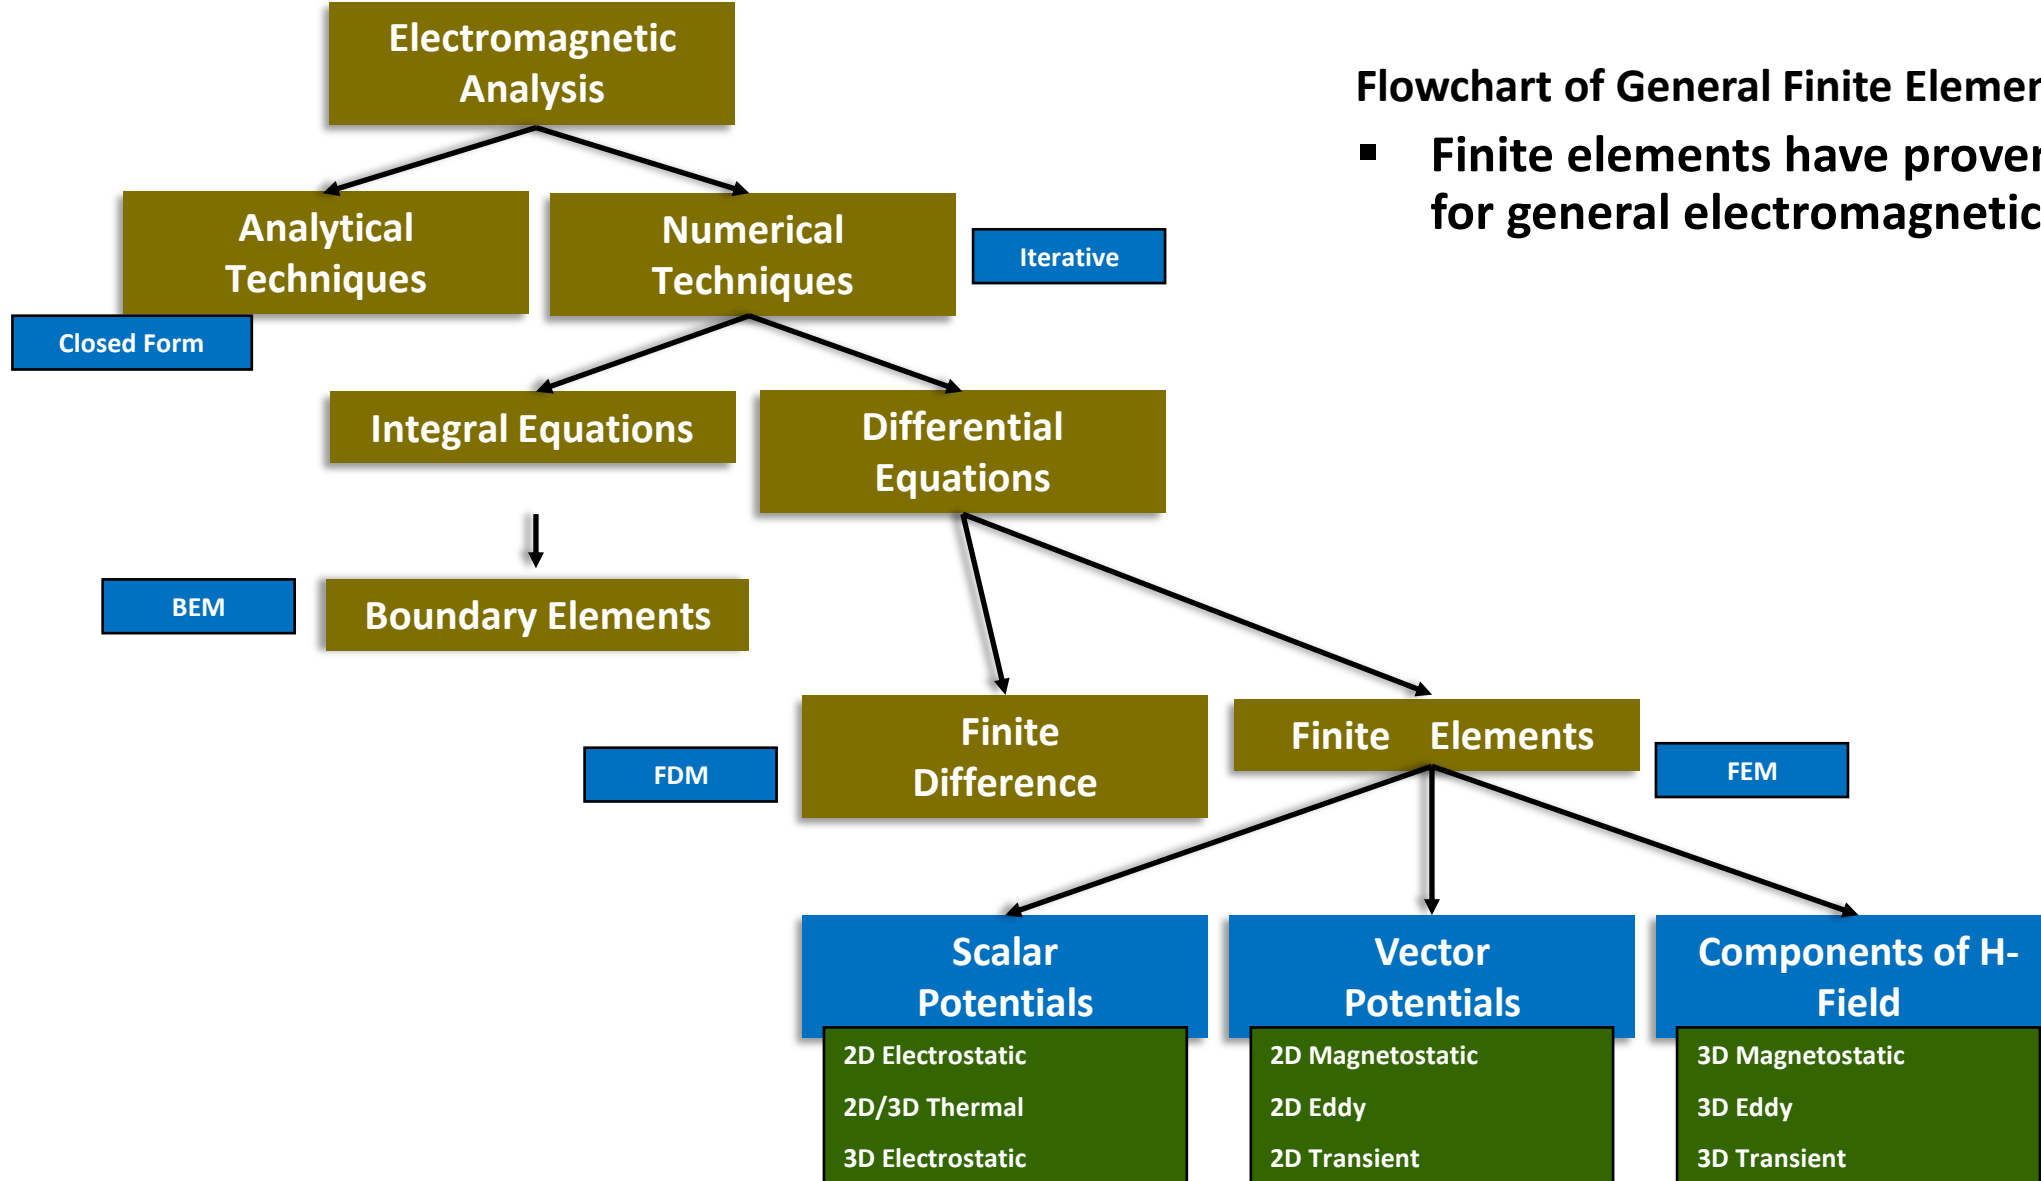 Electromagnetic
Analysis
Flowchart of General Finite
▪ Finite elements have
for general electromagnetic
Analytical
Techniques
Numerical
Techniques
Iterative
Closed Form
Integral Equations
Differential
Equations
BEM
Boundary Elements
FDM
Finite
Difference
Finite Elements
FEM
Scalar
Potentials
2D Electrostatic
2D/3D Thermal
3D Electrostatic
Vector
Potentials
2D Magnetostatic
2D Eddy
2D Transient
Components of H-
Field
3D Magnetostatic
3D Eddy
3D Transient